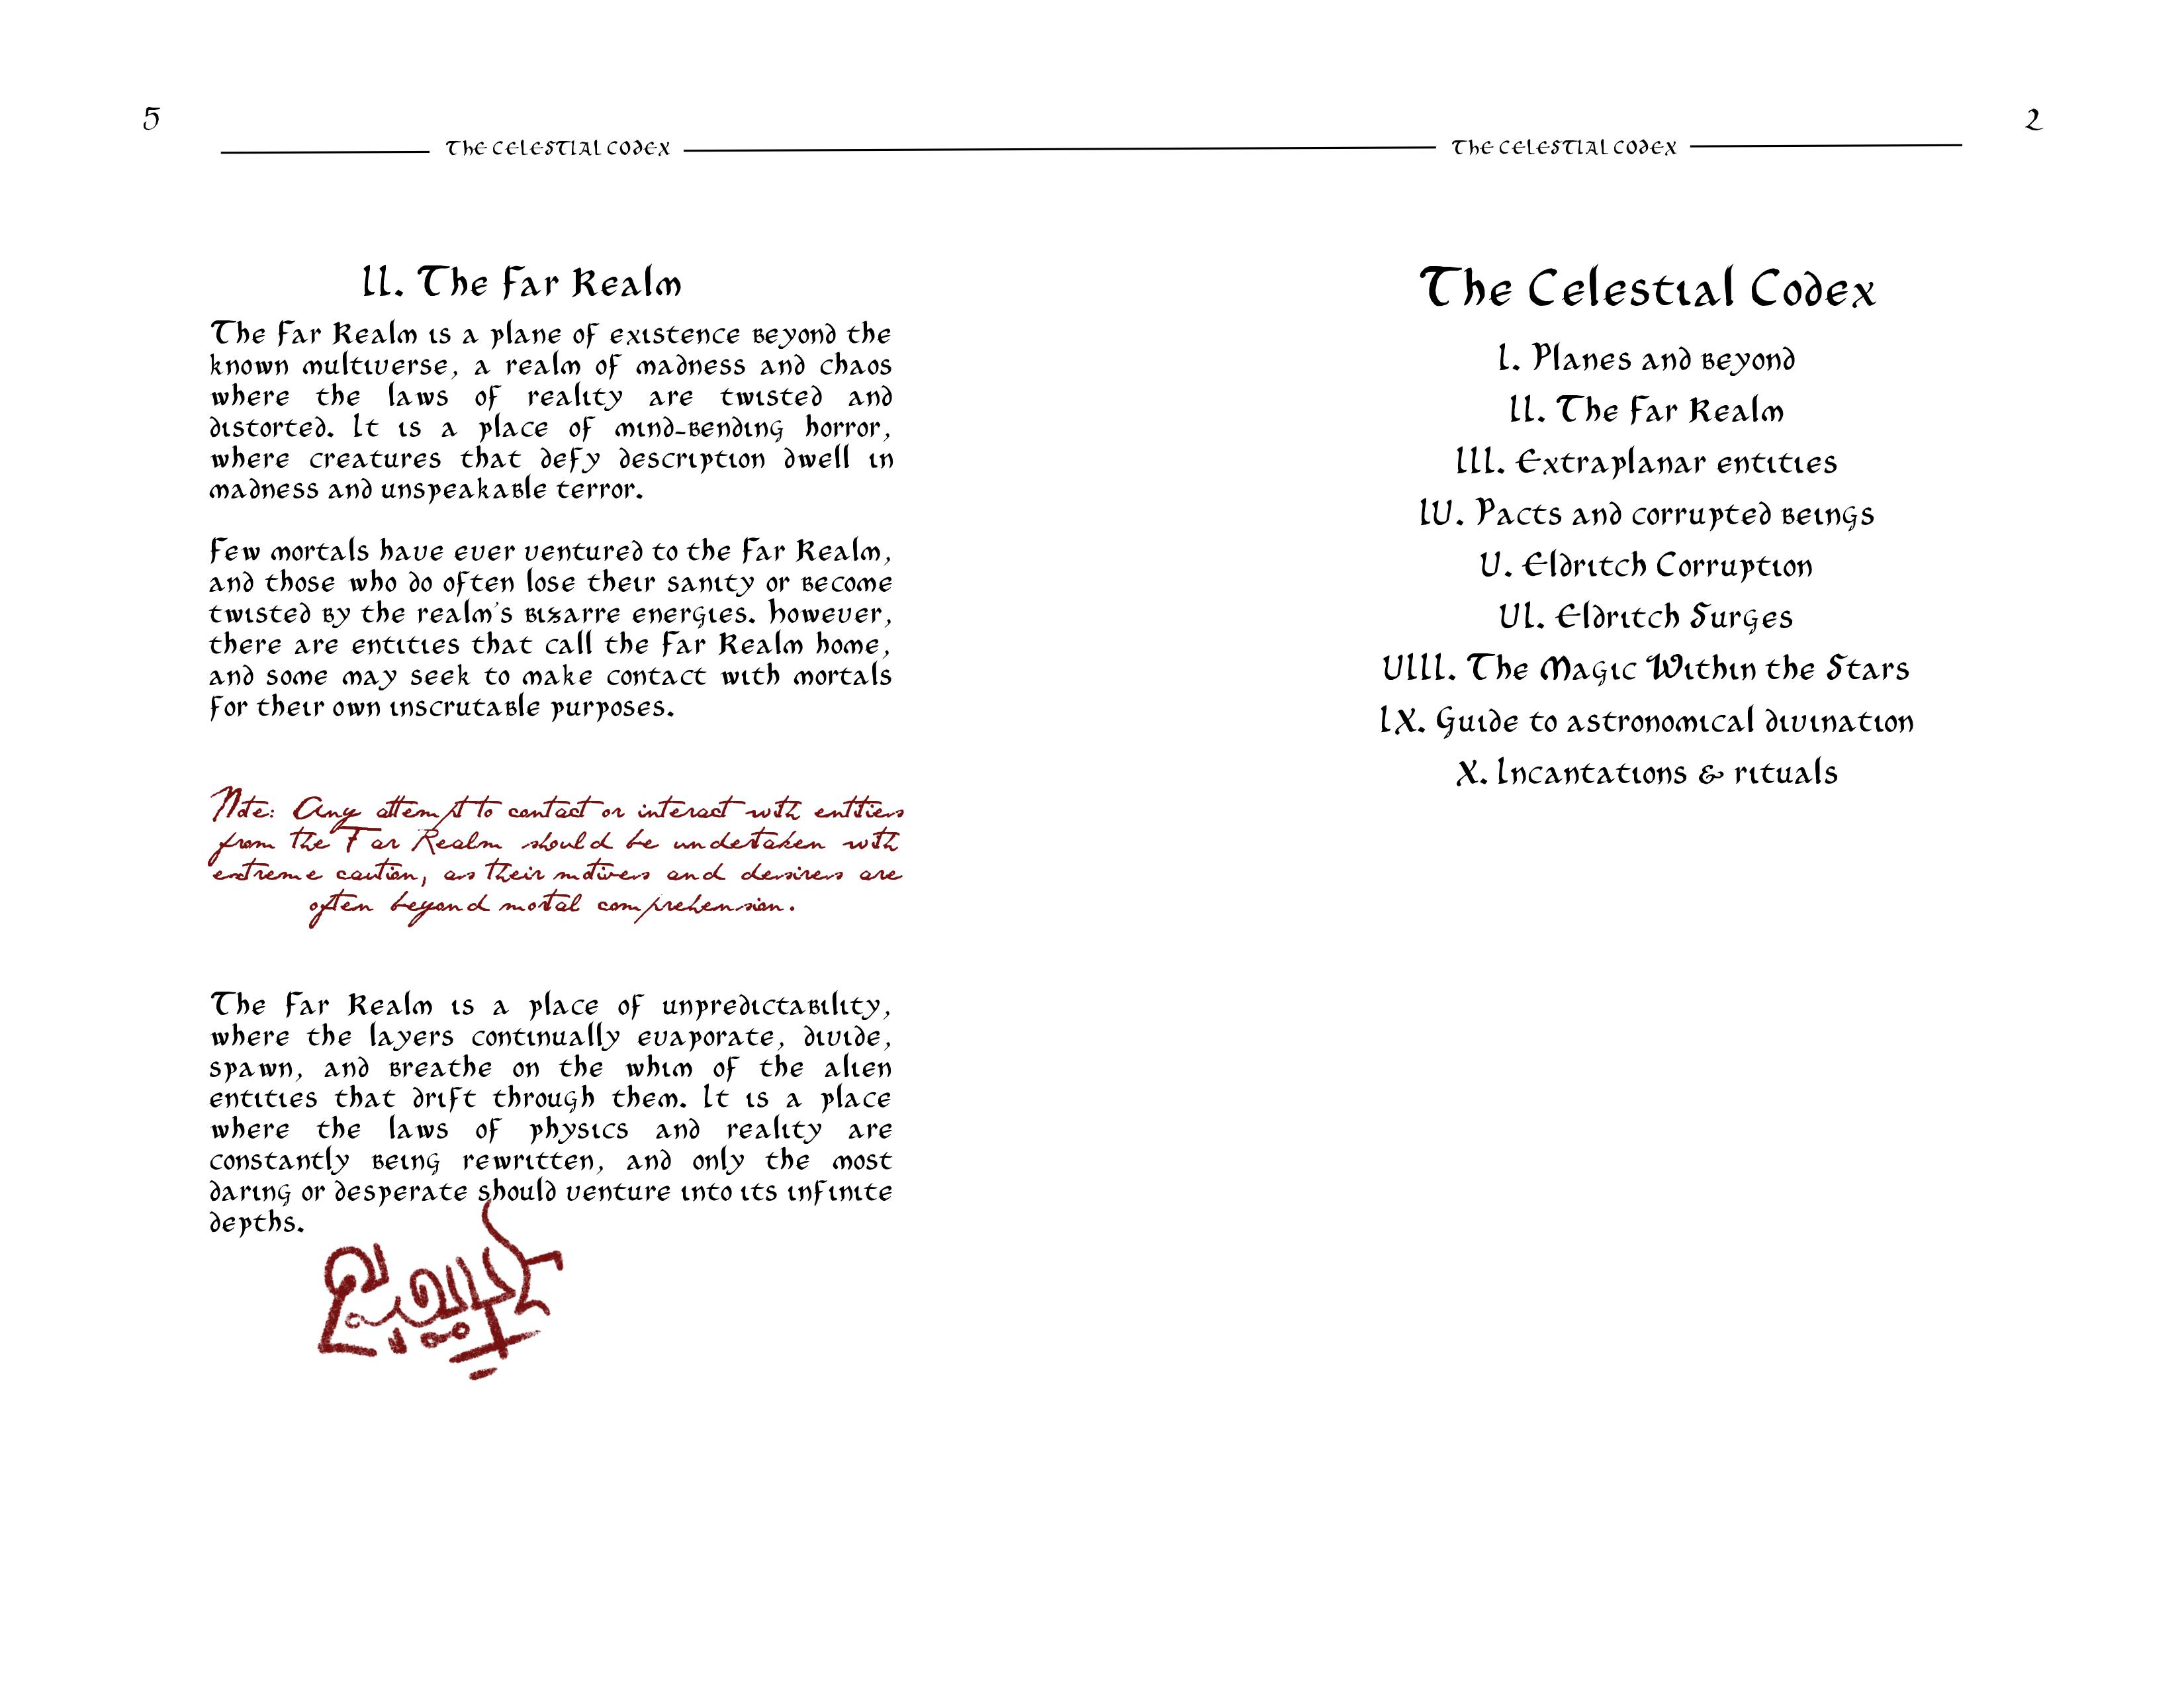 5
THE CELESTIAL CODEX
II. The Far Realm
The Far Realm is a plane of existence beyond the
known multiverse, a realm of madness and chaos
where the laws of reality are twisted and
distorted. It is a place of mind-bending horror,
where creatures that defy description dwell in
madness and unspeakable terror.
Few mortals have ever ventured to the Far Realm,
and those who do often lose their sanity or become
twisted by the realm's bizarre energies. However,
there are entities that call the Far Realm home,
and some may seek to make contact with mortals
for their own inscrutable purposes.
Note: Any attempt to contact or interact with entities
from the Far Realm should be undertaken with
extreme caution, as their motives and desires are
often beyond mortal comprehension.
The Far Realm is a place of unpredictability,
where the layers continually evaporate, divide,
spawn, and breathe on the whim of the alien
entities that drift through them. It is a place
where the laws of physics and reality are
constantly being rewritten, and only the most
daring or desperate should venture into its infinite
depths.
2
THE CELESTIAL CODEX
The Celestial Codex
I. Planes and beyond
II. The Far Realm
III. Extraplanar entities
IV. Pacts and corrupted beings
V. Eldritch Corruption
VI. Eldritch Surges
VIII. The Magic Within the Stars
IX. Guide to astronomical divination
X. Incantations & rituals